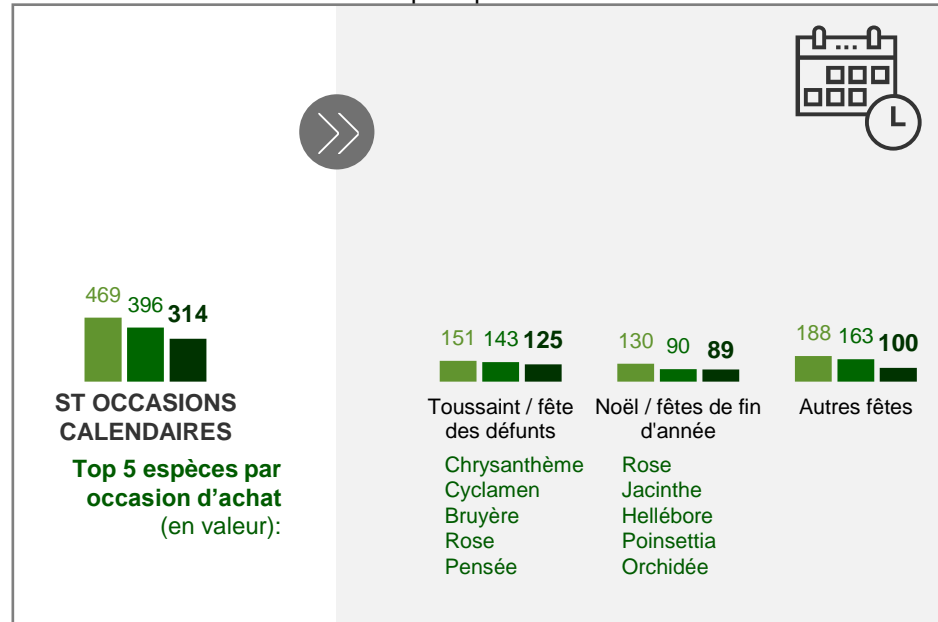 469 396 314
ST OCCASIONS
CALENDAIRES
Top 5 espèces par
occasion d'achat
(en valeur):
151 143 125
Toussaint / fête
des défunts
Chrysanthème
Cyclamen
Bruyère
Rose
Pensée
130 90 89
Noël / fêtes de fin
d'année
Rose
Jacinthe
Hellébore
Poinsettia
Orchidée
188 163 100
Autres fêtes